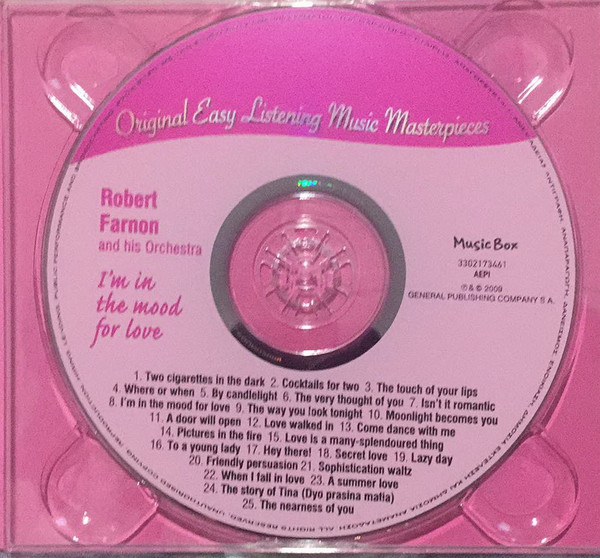 Original Easy Listening Music Masterpieces
Robert
Farnon
and his Orchestra
I'm in
the mood
for love
MusicBox
3302173461
AEPI
℗ & © 2009
GENERAL PUBLISHING COMPANY S.A.
1. Two cigarettes in the dark 2. Cocktails for two 3. The touch of your lips
4. Where or when 5. By candlelight 6. The very thought of you 7. Isn't it romantic
8. I'm in the mood for love 9. The way you look tonight 10. Moonlight becomes you
11. A door will open 12. Love walked in 13. Come dance with me
14. Pictures in the fire 15. Love is a many-splendoured thing
16. To a young lady 17. Hey there! 18. Secret love 19. Lazy day
20. Friendly persuasion 21. Sophistication waltz
22. When I fall in love 23. A summer love
24. The story of Tina (Dyo prasina matia)
25. The nearness of you